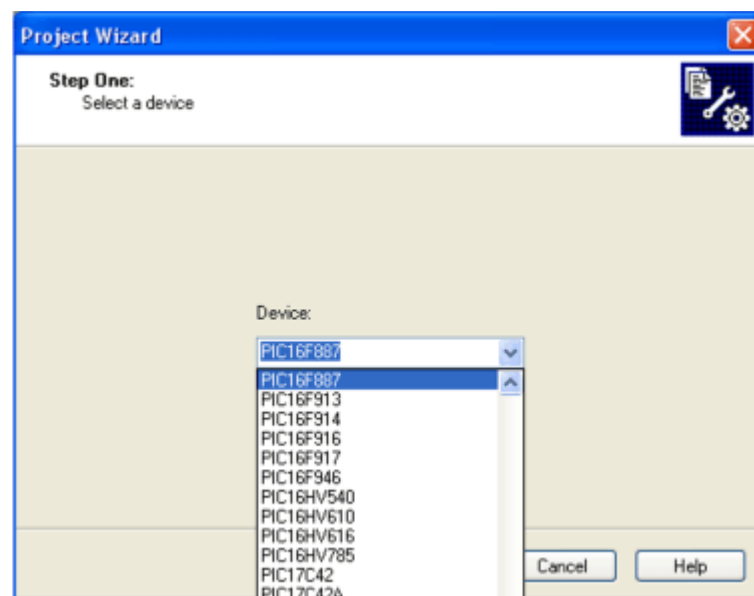 Project Wizard
Step One:
Select a device
Device:
PIC16F887
PIC16F887
PIC16F913
PIC16F914
PIC16F916
PIC16F917
PIC16F946
PIC16HV540
PIC16HV610
PIC16HV616
PIC16HV785
PIC17C42
PIC17C42A
Cancel
Help